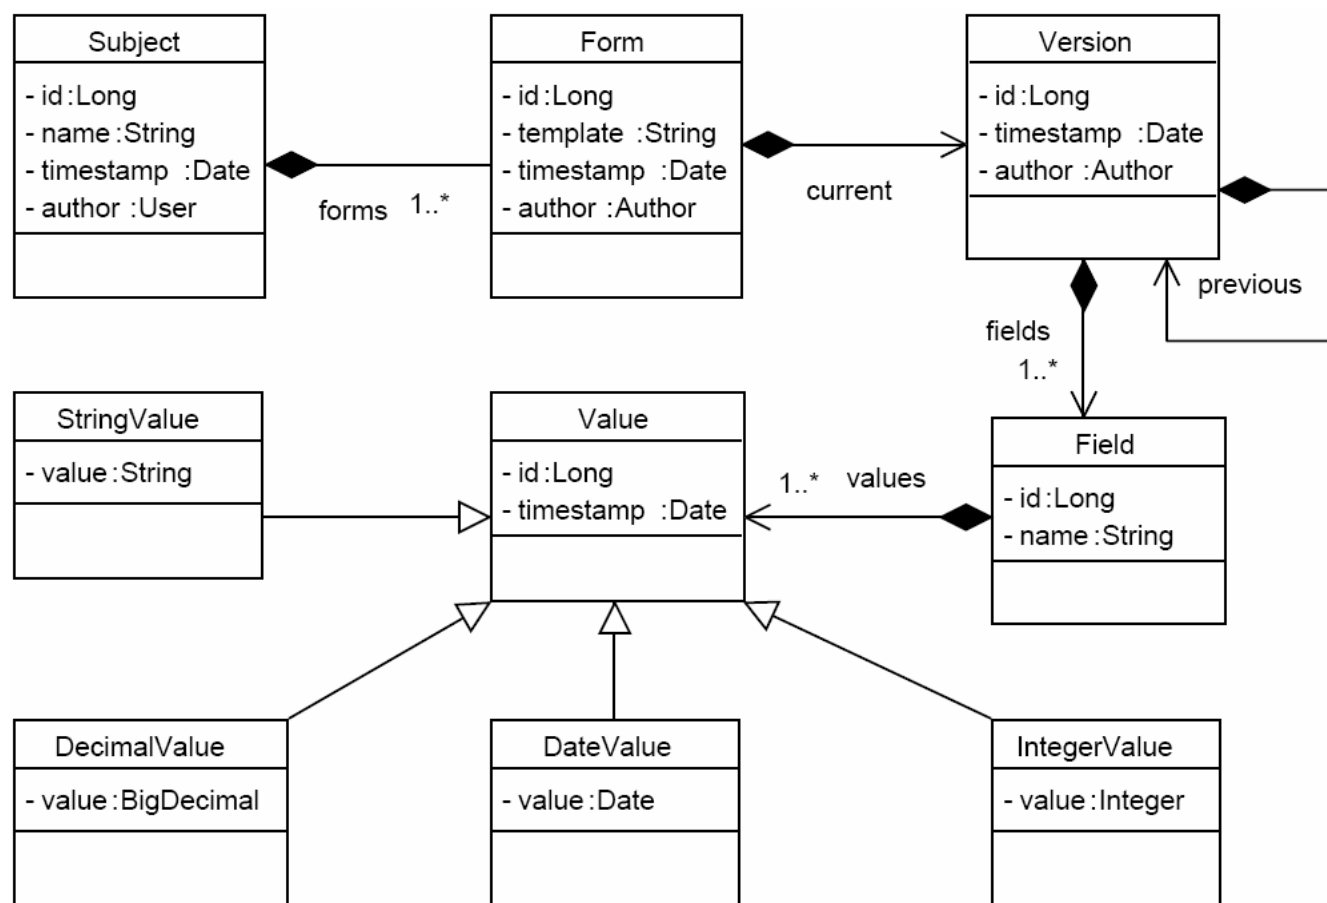 Subject
- id:Long
- name:String
- timestamp :Date
- author :User
forms 1..*
Form
- id:Long
- template :String
- timestamp :Date
- author :Author
current
Version
- id:Long
- timestamp :Date
- author :Author
previous
fields
1..*
StringValue
- value:String
Value
- id:Long
- timestamp :Date
1..* values
Field
- id:Long
- name:String
DecimalValue
- value:BigDecimal
DateValue
- value:Date
IntegerValue
- value:Integer